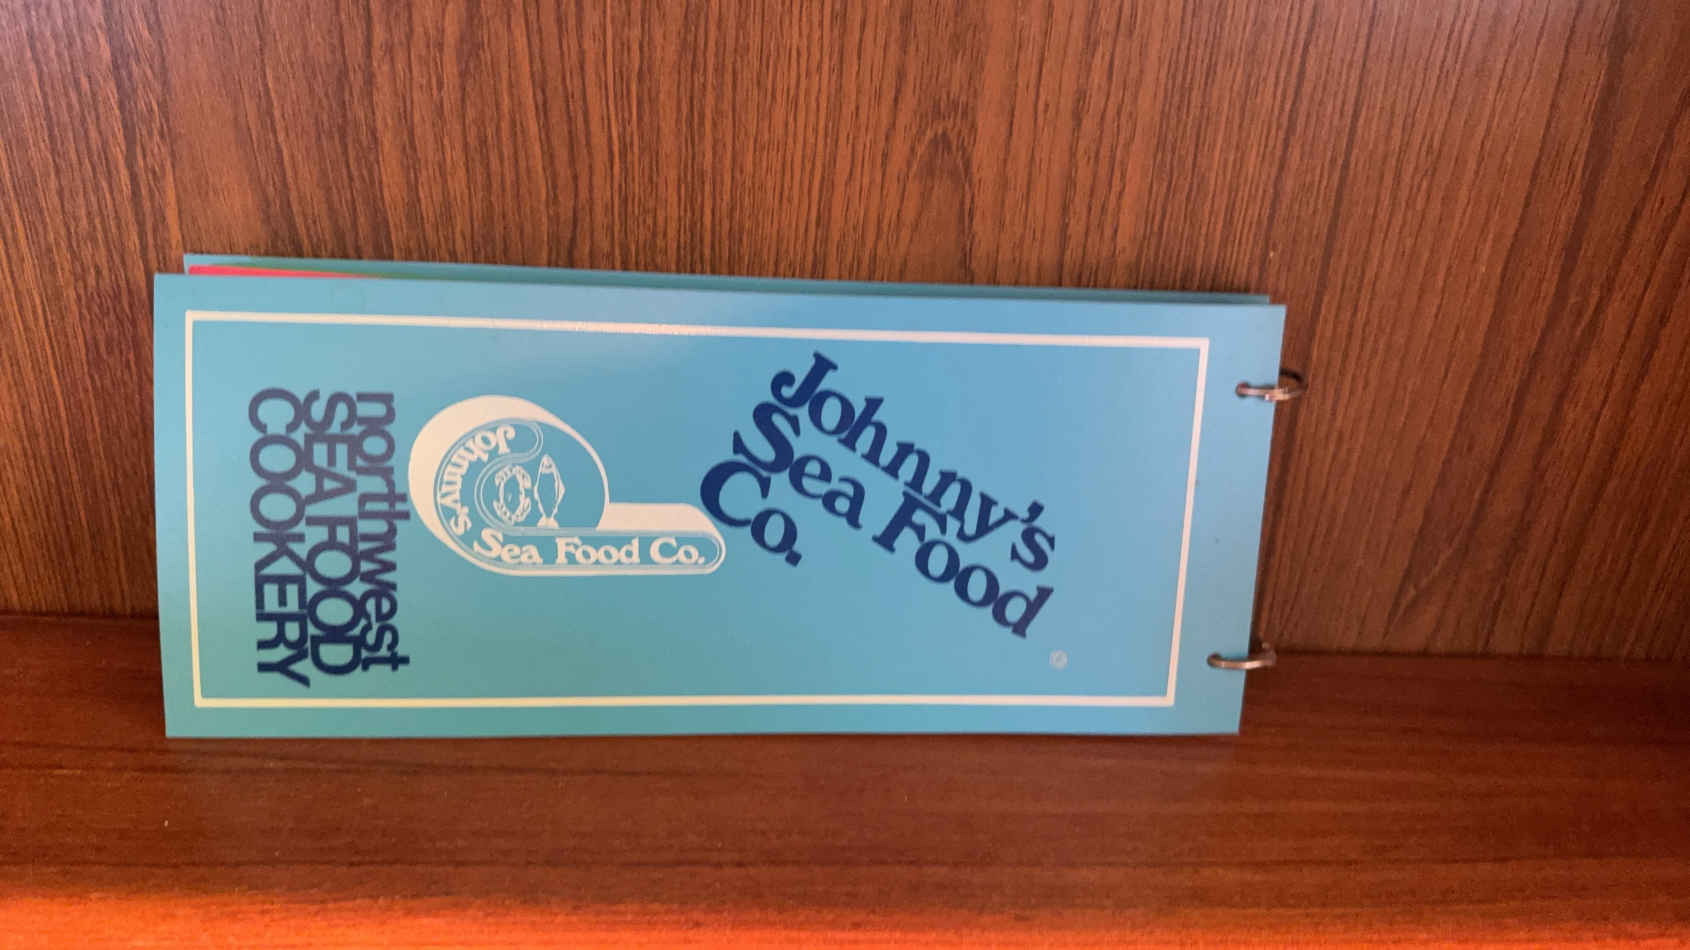 Johnny's
Sea Food
Co.
®
Johnny's
Sea Food Co.
northwest
SEA FOOD
COOKERY